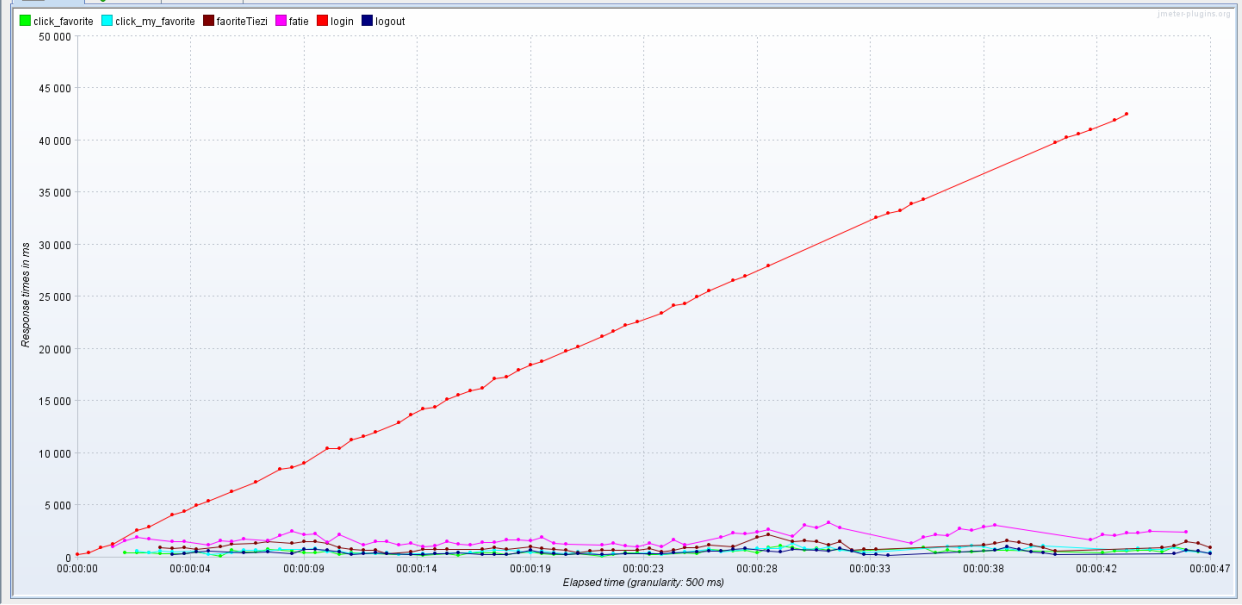 jmeter-plugins.org
click_favorite click_my_favorite faoriteTiezi fatie login logout
50 000
45 000
40 000
35 000
30 000
25 000
20 000
15 000
10 000
5 000
0
Response times in ms
00:00:00 00:00:04 00:00:09 00:00:14 00:00:19 00:00:23 00:00:28 00:00:33 00:00:38 00:00:42 00:00:47
Elapsed time (granularity: 500 ms)